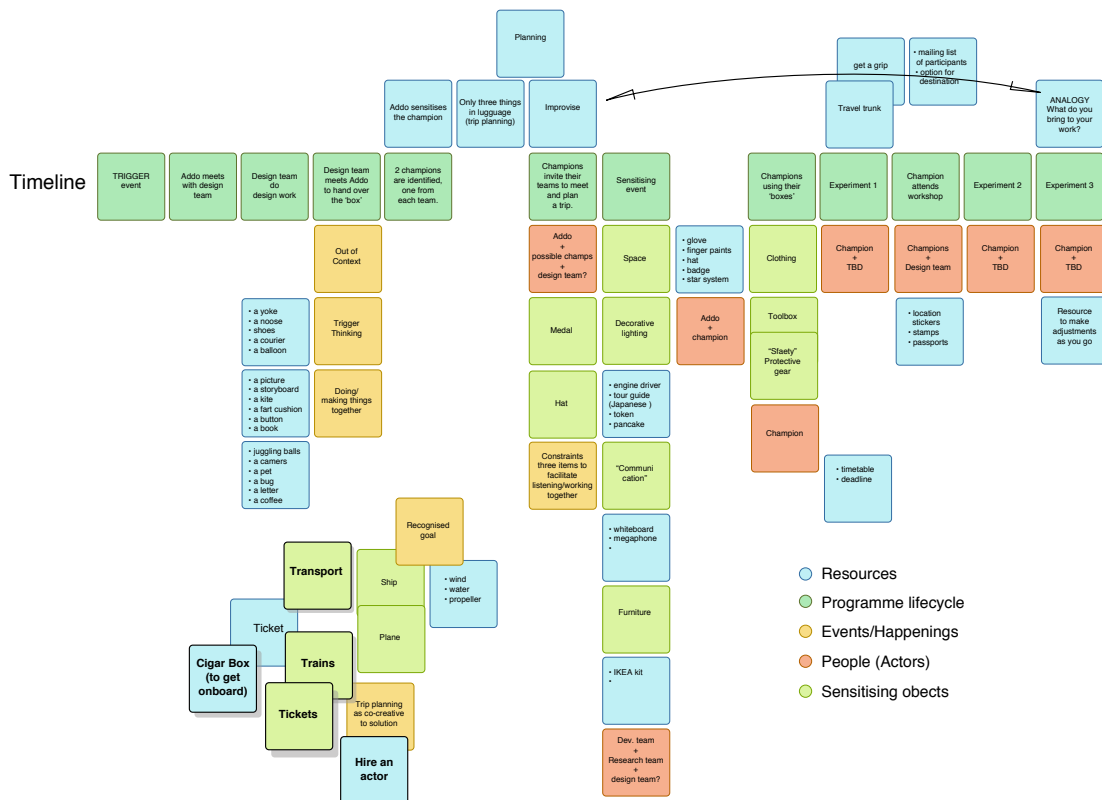 Planning
get a grip
• mailing list
of participants
• option for
destination
Addo sensitises
the champion
Only three things
in lugguage
(trip planning)
Improvise
Travel trunk
ANALOGY
What do you
bring to your
work?
Timeline
TRIGGER
event
Addo meets
with design
team
Design team
do
design work
Design team
meets Addo
to hand over
the ‘box’
2 champions
are identified,
one from
each team.
Champions
invite their
teams to meet
and plan
a trip.
Sensitising
event
Champions
using their
‘boxes’
Experiment 1
Champion
attends
workshop
Experiment 2
Experiment 3
Out of
Context
Addo
+
possible champs
+
design team?
Space
• glove
• finger paints
• hat
• badge
• star system
Clothing
Champion
+
TBD
Champions
+
Design team
Champion
+
TBD
Champion
+
TBD
• a yoke
• a noose
• shoes
• a courier
• a balloon
Trigger
Thinking
Medal
Decorative
lighting
Addo
+
champion
Toolbox
“Sfaety”
Protective
gear
• location
stickers
• stamps
• passports
Resource
to make
adjustments
as you go
• a picture
• a storyboard
• a kite
• a fart cushion
• a button
• a book
Doing/
making things
together
Hat
• engine driver
• tour guide
(Japanese )
• token
• pancake
Champion
• juggling balls
• a camers
• a pet
• a bug
• a letter
• a coffee
Constraints
three items to
facilitate
listening/working
together
“Communi
cation”
• timetable
• deadline
Recognised
goal
• whiteboard
• megaphone
•
Transport
Ship
• wind
• water
• propeller
Ticket
Plane
Furniture
Cigar Box
(to get
onboard)
Trains
• IKEA kit
•
Tickets
Trip planning
as co-creative
to solution
Hire an
actor
Dev. team
+
Research team
+
design team?
Resources
Programme lifecycle
Events/Happenings
People (Actors)
Sensitising obects